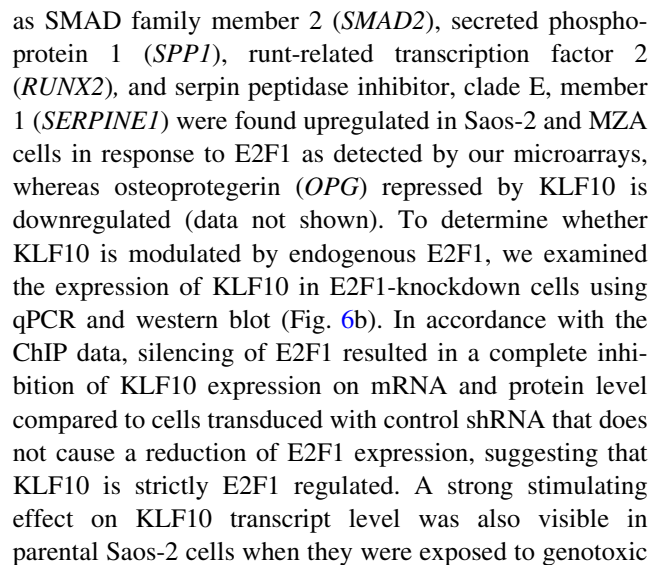 as SMAD family member 2 (SMAD2), secreted phospho-
protein 1 (SPP1), runt-related transcription factor 2
(RUNX2), and serpin peptidase inhibitor, clade E, member
1 (SERPINE1) were found upregulated in Saos-2 and MZA
cells in response to E2F1 as detected by our microarrays,
whereas osteoprotegerin (OPG) repressed by KLF10 is
downregulated (data not shown). To determine whether
KLF10 is modulated by endogenous E2F1, we examined
the expression of KLF10 in E2F1-knockdown cells using
qPCR and western blot (Fig. 6b). In accordance with the
ChIP data, silencing of E2F1 resulted in a complete inhi-
bition of KLF10 expression on mRNA and protein level
compared to cells transduced with control shRNA that does
not cause a reduction of E2F1 expression, suggesting that
KLF10 is strictly E2F1 regulated. A strong stimulating
effect on KLF10 transcript level was also visible in
parental Saos-2 cells when they were exposed to genotoxic